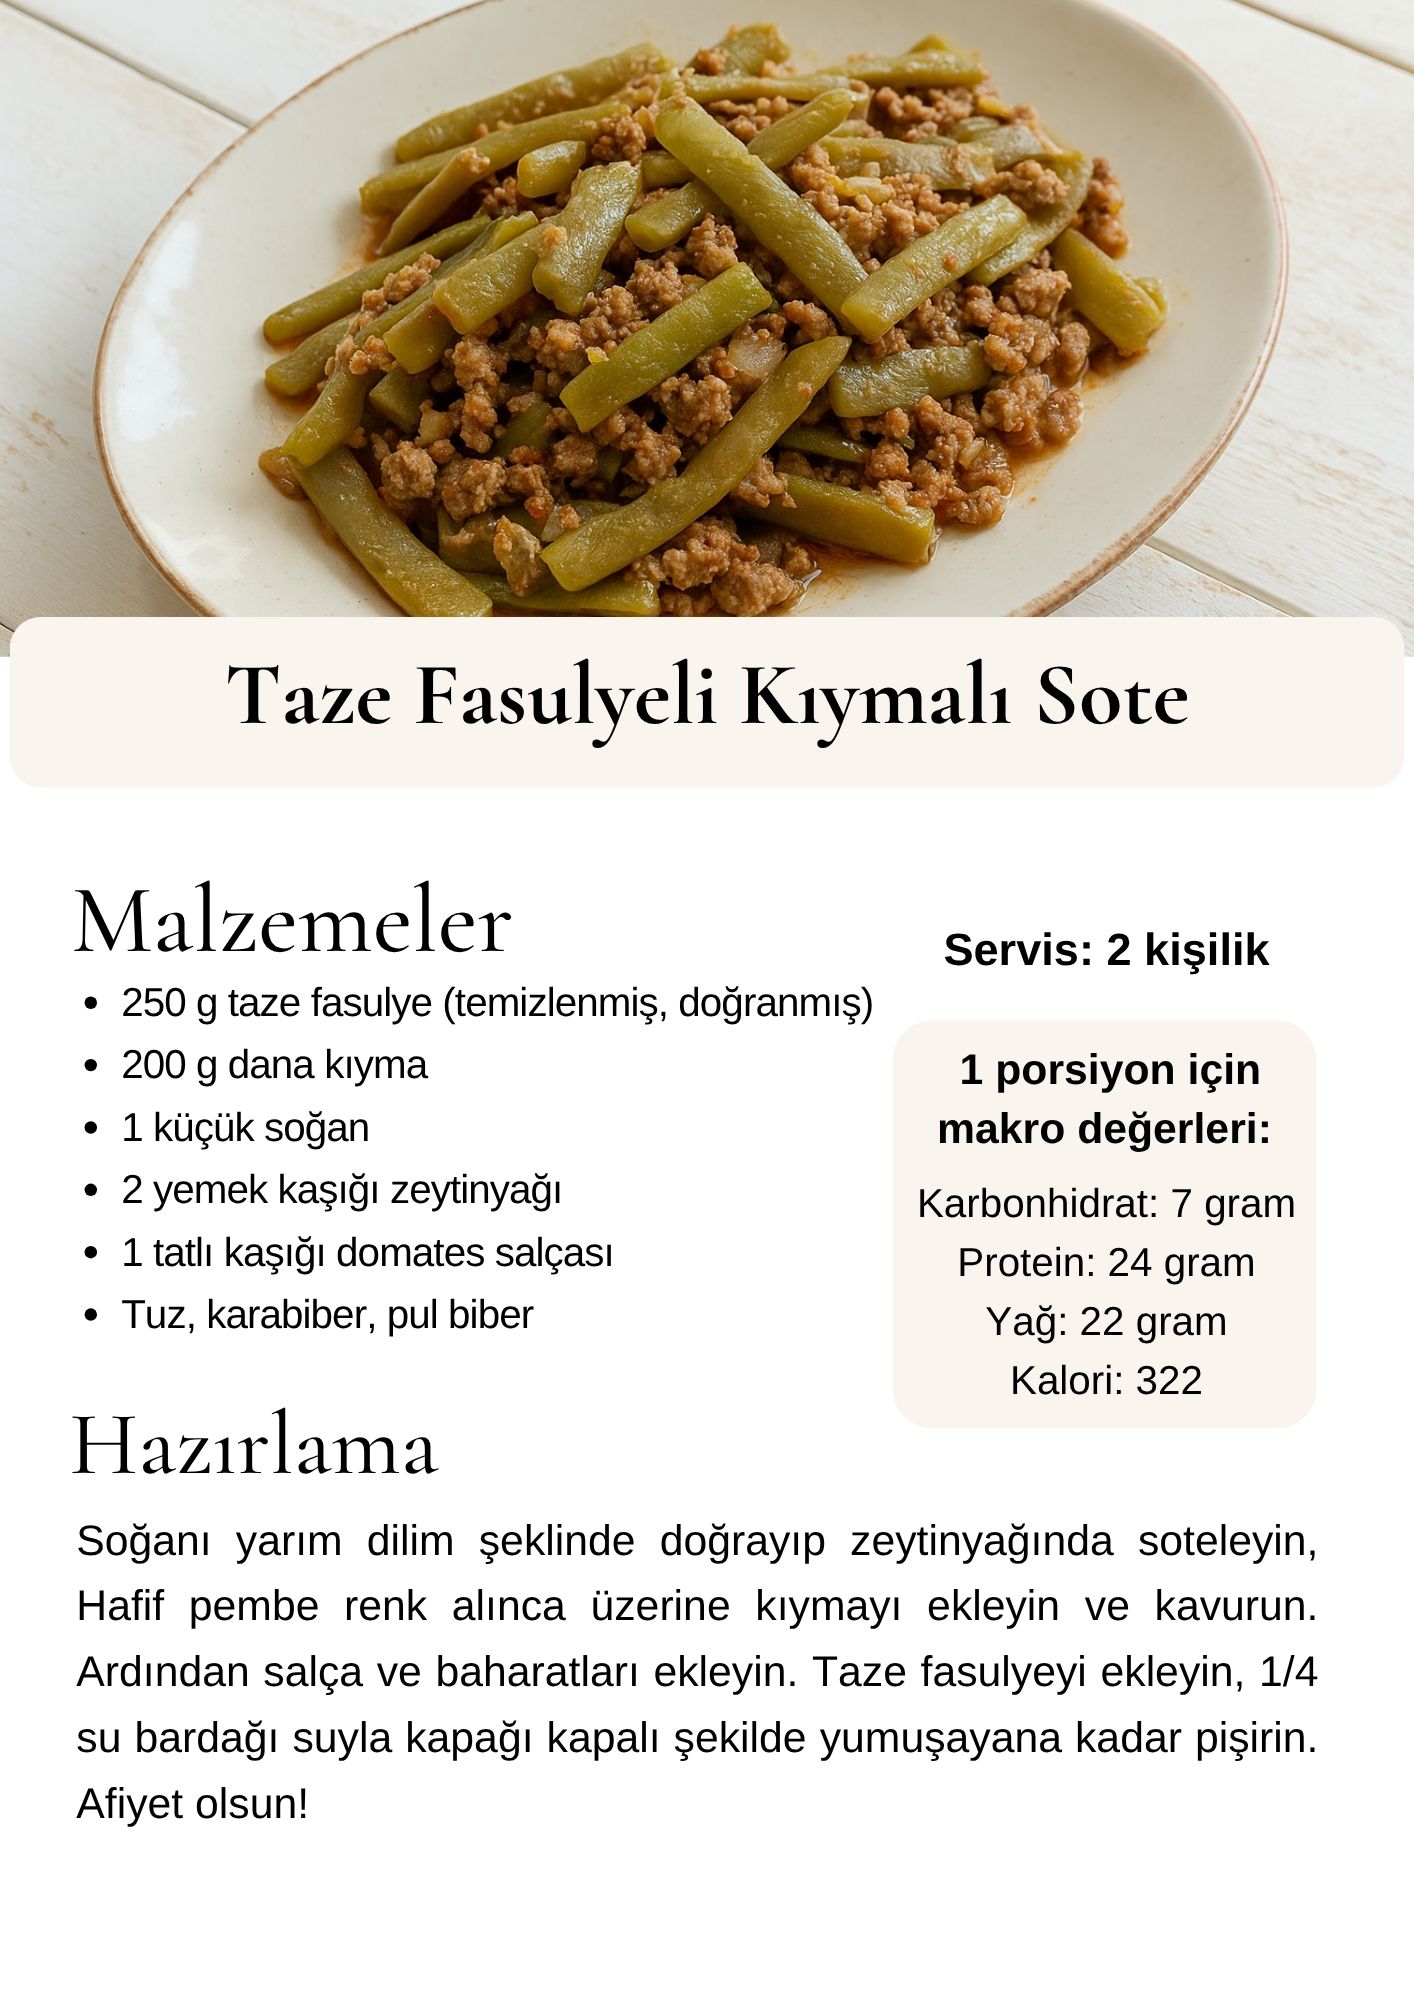 Taze Fasulyeli Kıymalı Sote
Malzemeler
250 g taze fasulye (temizlenmiş, doğranmış)
200 g dana kıyma
1 küçük soğan
2 yemek kaşığı zeytinyağı
1 tatlı kaşığı domates salçası
Tuz, karabiber, pul biber
Servis: 2 kişilik
1 porsiyon için
makro değerleri:
Karbonhidrat: 7 gram
Protein: 24 gram
Yağ: 22 gram
Kalori: 322
Hazırlama
Soğanı yarım dilim şeklinde doğrayıp zeytinyağında soteleyin,
Hafif pembe renk alınca üzerine kıymayı ekleyin ve kavurun.
Ardından salça ve baharatları ekleyin. Taze fasulyeyi ekleyin, 1/4
su bardağı suyla kapağı kapalı şekilde yumuşayana kadar pişirin.
Afiyet olsun!